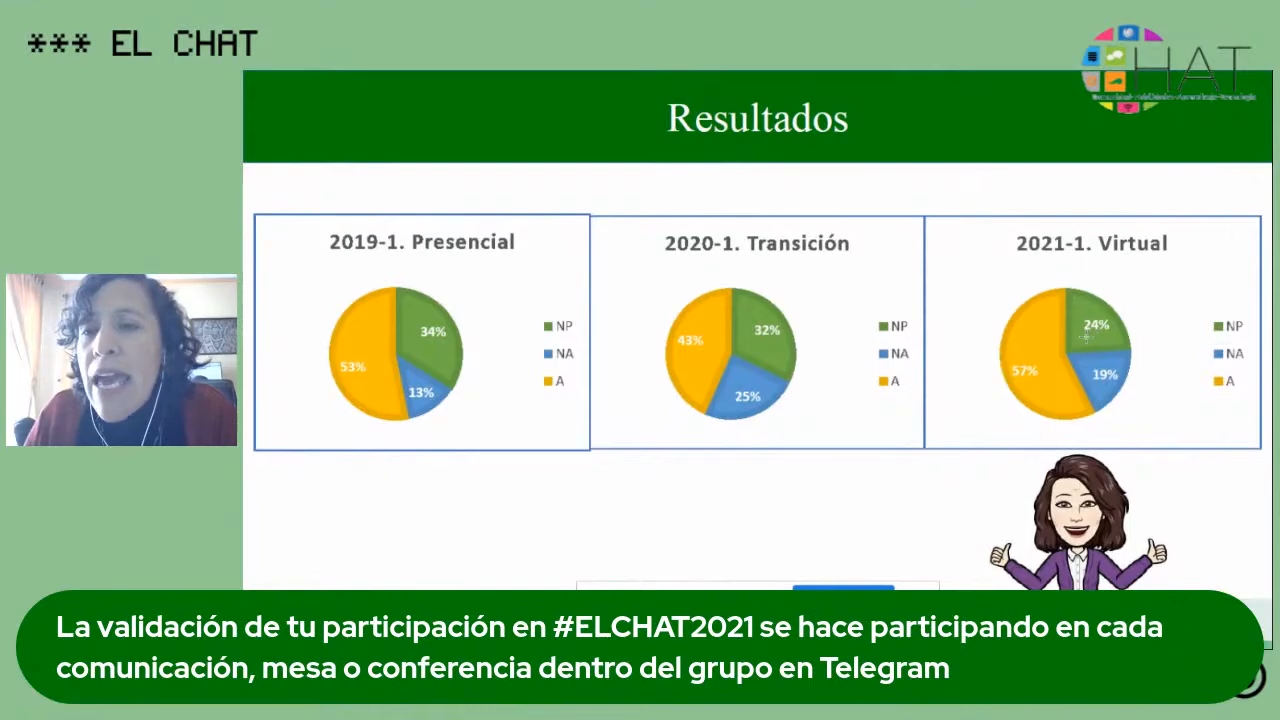 *** EL CHAT
HAT
Resultados
2019-1. Presencial
34%
53%
13%
NP
NA
A
2020-1. Transición
32%
43%
25%
NP
NA
A
2021-1. Virtual
24%
57%
19%
NP
NA
A
La validación de tu participación en #ELCHAT2021 se hace participando en cada
comunicación, mesa o conferencia dentro del grupo en Telegram